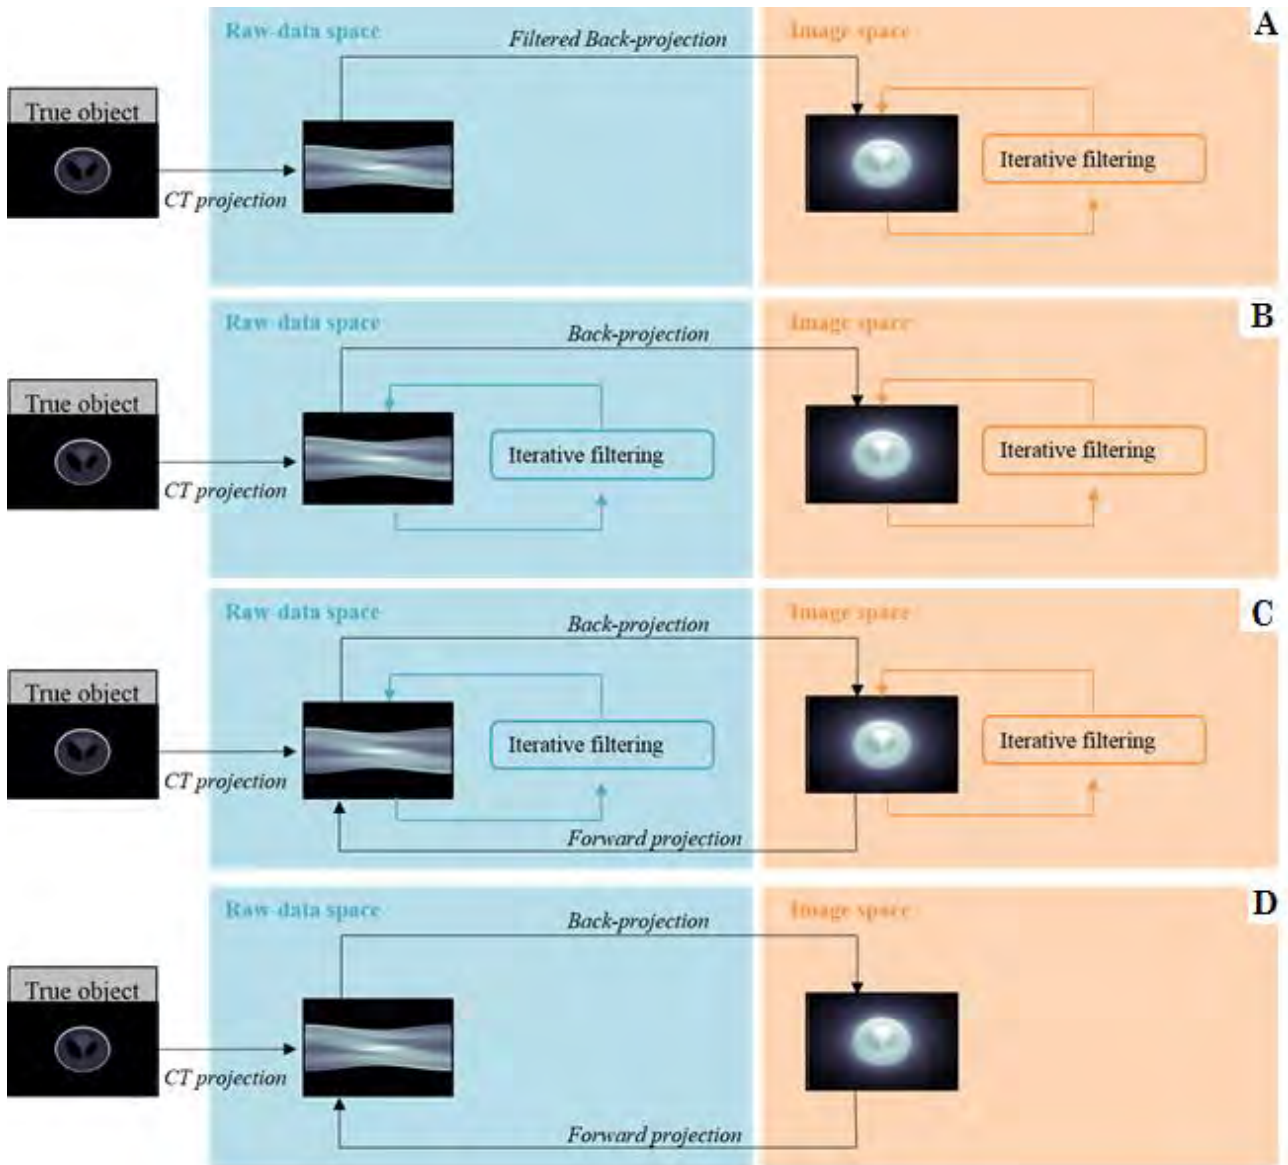 Raw-data space
Filtered Back-projection
Image space
A
True object
CT projection
Iterative filtering
Raw-data space
Back-projection
Image space
B
True object
CT projection
Iterative filtering
Iterative filtering
Raw-data space
Back-projection
Image space
C
True object
CT projection
Iterative filtering
Iterative filtering
Forward projection
Raw-data space
Back-projection
Image space
D
True object
CT projection
Forward projection